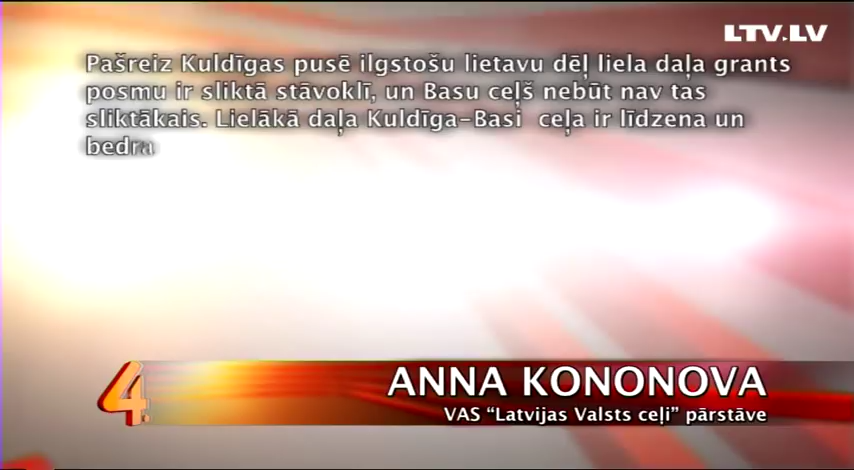 LTV.LV
Pašreiz Kuldīgas pusē ilgstošu lietavu dēļ liela daļa grants
posmu ir sliktā stāvoklī, un Basu ceļš nebūt nav tas
sliktākais. Lielākā daļa Kuldīga-Basi ceļa ir līdzena un
bedra
4.
ANNA KONONOVA
VAS “Latvijas Valsts ceļi” pārstāve